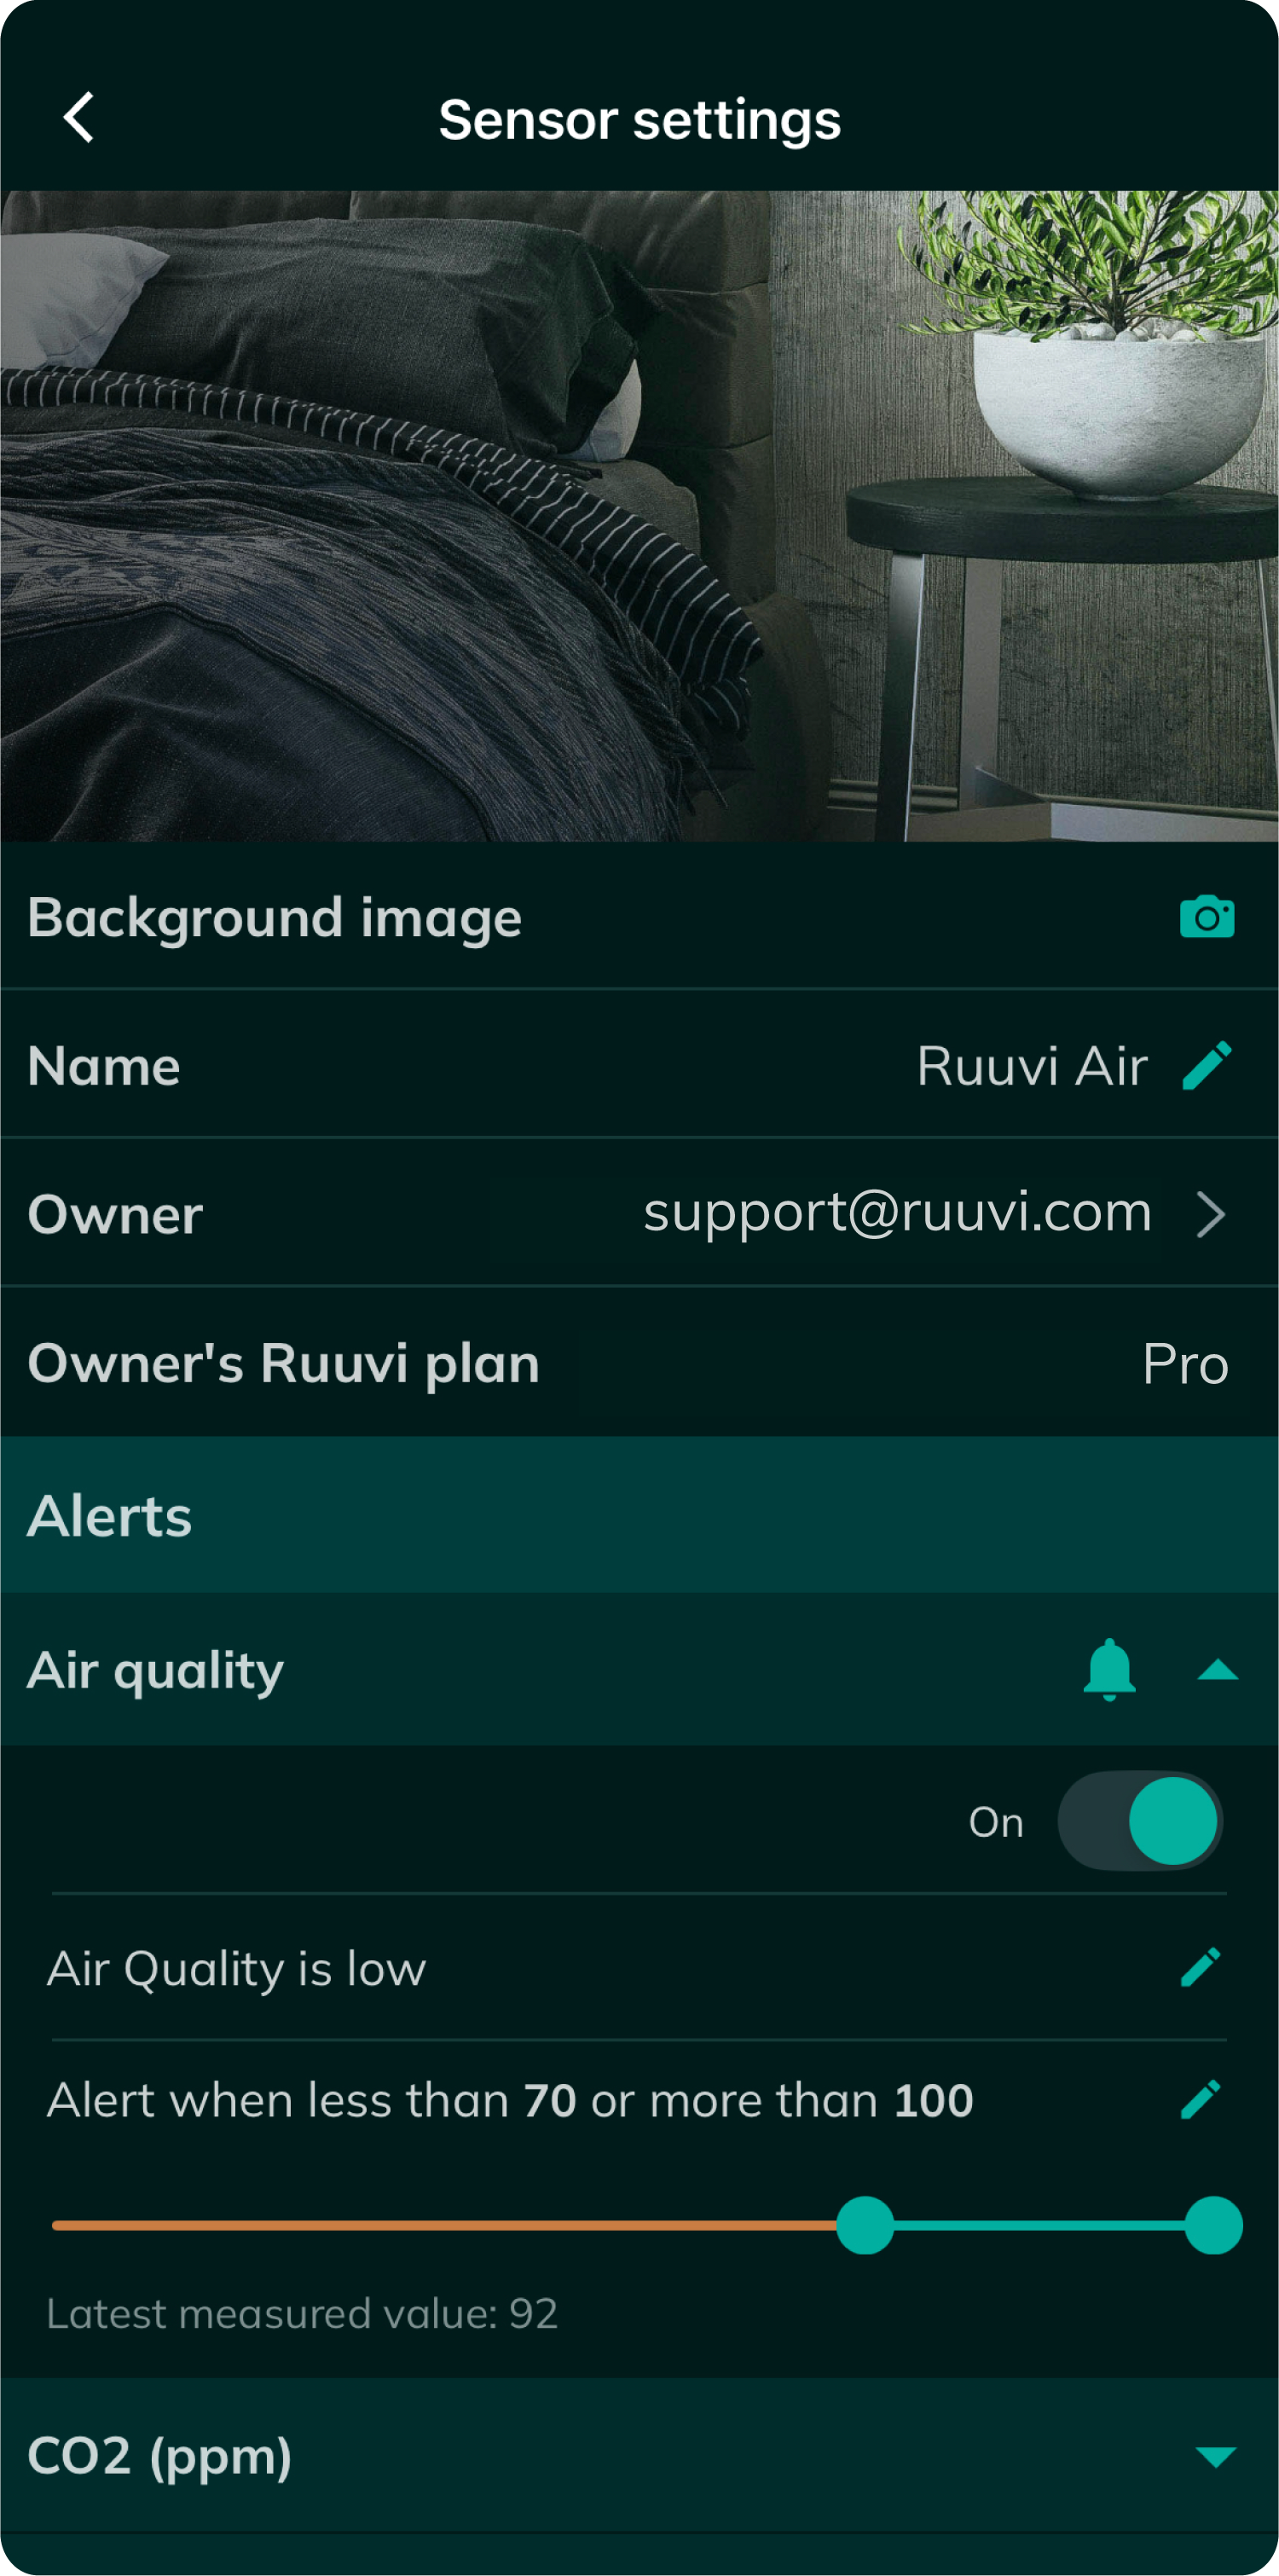 Sensor settings
Background image
Name Ruuvi Air
Owner support@ruuvi.com
Owner's Ruuvi plan Pro
Alerts
Air quality
On
Air Quality is low
Alert when less than 70 or more than 100
Latest measured value: 92
CO2 (ppm)